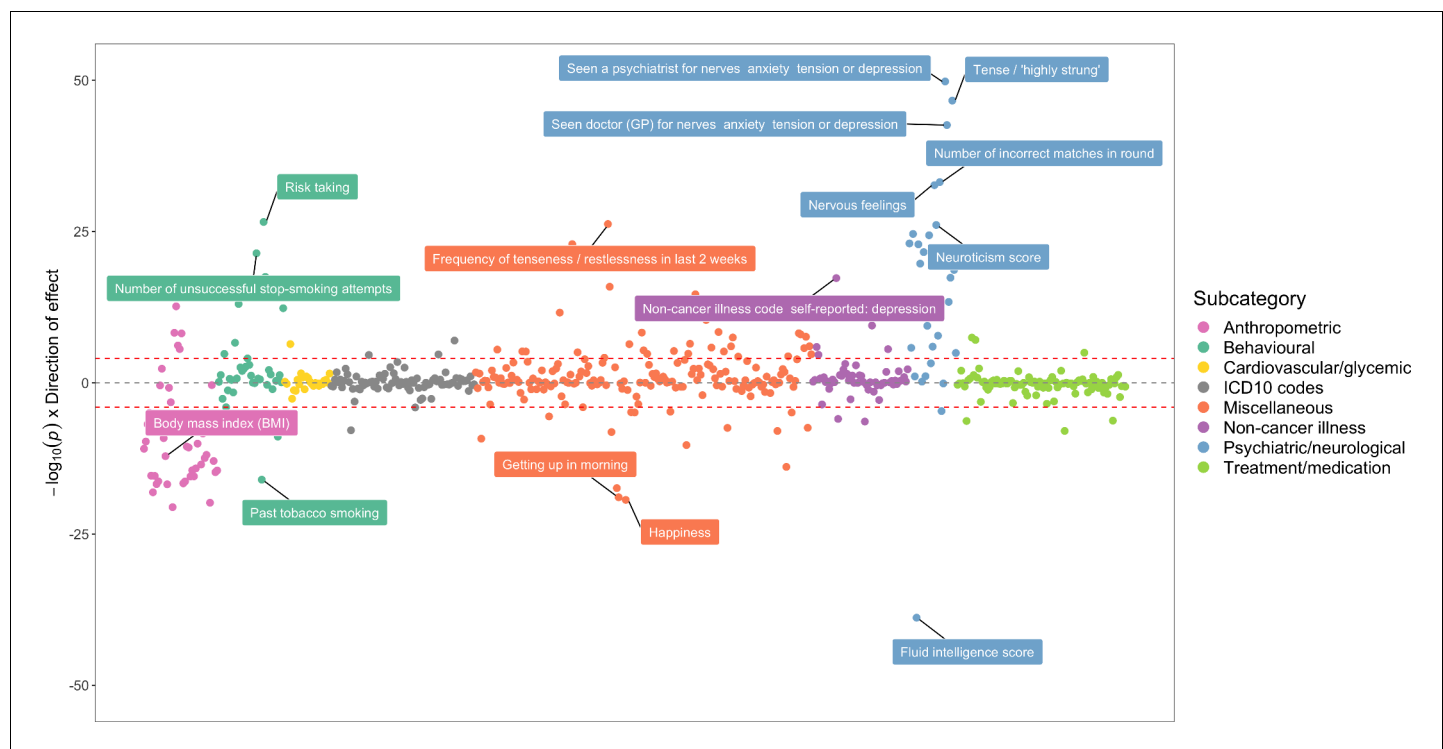 Seen a psychiatrist for nerves  anxiety  tension or depression
Tense / 'highly strung'
50
Seen doctor (GP) for nerves  anxiety  tension or depression
Number of incorrect matches in round
Risk taking
Nervous feelings
25
Frequency of tenseness / restlessness in last 2 weeks
Neuroticism score
Number of unsuccessful stop-smoking attempts
Non-cancer illness code  self-reported: depression
0
Body mass index (BMI)
Getting up in morning
Past tobacco smoking
-25
Happiness
Fluid intelligence score
-50
−log10(p) x Direction of effect
Subcategory
Anthropometric
Behavioural
Cardiovascular/glycemic
ICD10 codes
Miscellaneous
Non-cancer illness
Psychiatric/neurological
Treatment/medication